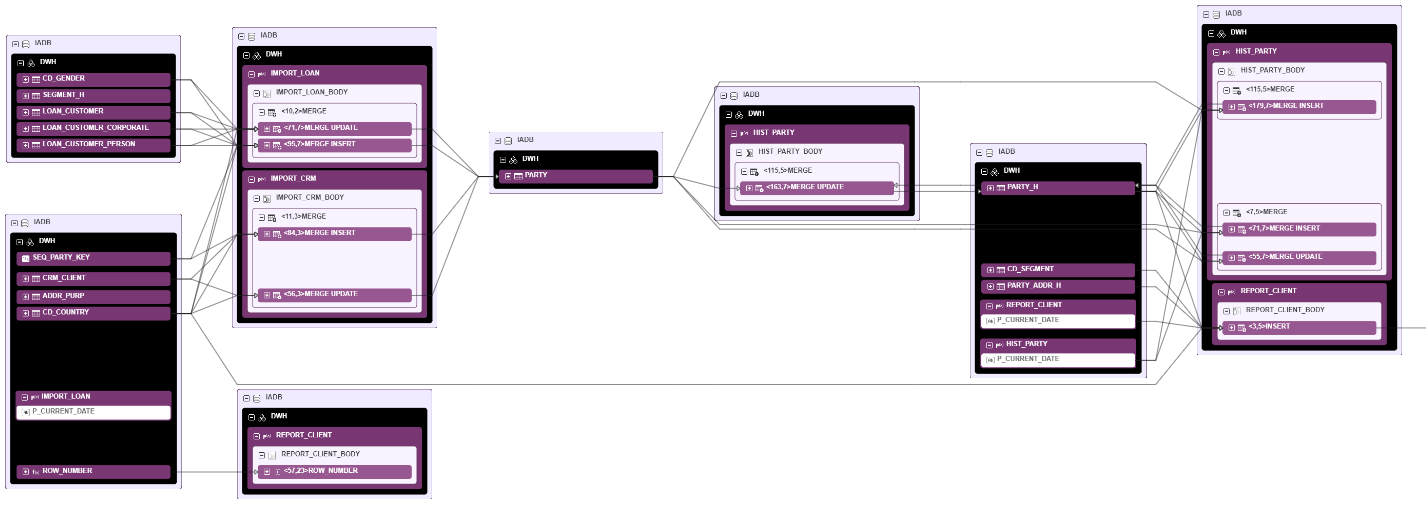 IADB
DWH
CD_GENDER
SEGMENT_H
LOAN_CUSTOMER
LOAN_CUSTOMER_CORPORATE
LOAN_CUSTOMER_PERSON
IADB
DWH
SEQ_PARTY_KEY
CRM_CLIENT
ADDR_PURP
CD_COUNTRY
IMPORT_LOAN
P_CURRENT_DATE
ROW_NUMBER
IADB
DWH
IMPORT_LOAN
IMPORT_LOAN_BODY
<10,2>MERGE
<71,7>MERGE UPDATE
<95,7>MERGE INSERT
IMPORT_CRM
IMPORT_CRM_BODY
<11,3>MERGE
<84,3>MERGE INSERT
<56,3>MERGE UPDATE
IADB
DWH
REPORT_CLIENT
REPORT_CLIENT_BODY
<57,23>ROW_NUMBER
IADB
DWH
PARTY
IADB
DWH
HIST_PARTY
HIST_PARTY_BODY
<115,5>MERGE
<163,7>MERGE UPDATE
IADB
DWH
PARTY_H
CD_SEGMENT
PARTY_ADDR_H
REPORT_CLIENT
P_CURRENT_DATE
HIST_PARTY
P_CURRENT_DATE
IADB
DWH
HIST_PARTY
HIST_PARTY_BODY
<115,5>MERGE
<179,7>MERGE INSERT
<7,5>MERGE
<71,7>MERGE INSERT
<55,7>MERGE UPDATE
REPORT_CLIENT
REPORT_CLIENT_BODY
<3,5>INSERT